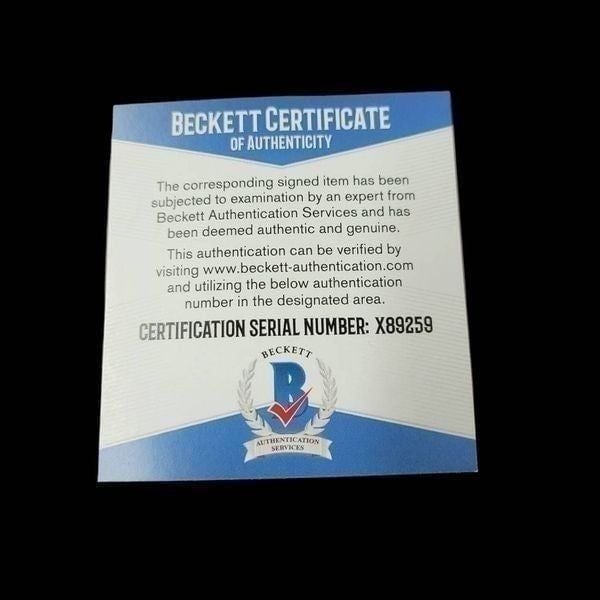 BECKETT CERTIFICATE
OF AUTHENTICITY
The corresponding signed item has been
subjected to examination by an expert from
Beckett Authentication Services and has
been deemed authentic and genuine.
This authentication can be verified by
visiting www.beckett-authentication.com
and utilizing the below authentication
number in the designated area.
CERTIFICATION SERIAL NUMBER: X89259
BECKETT
B
AUTHENTICATION
SERVICES